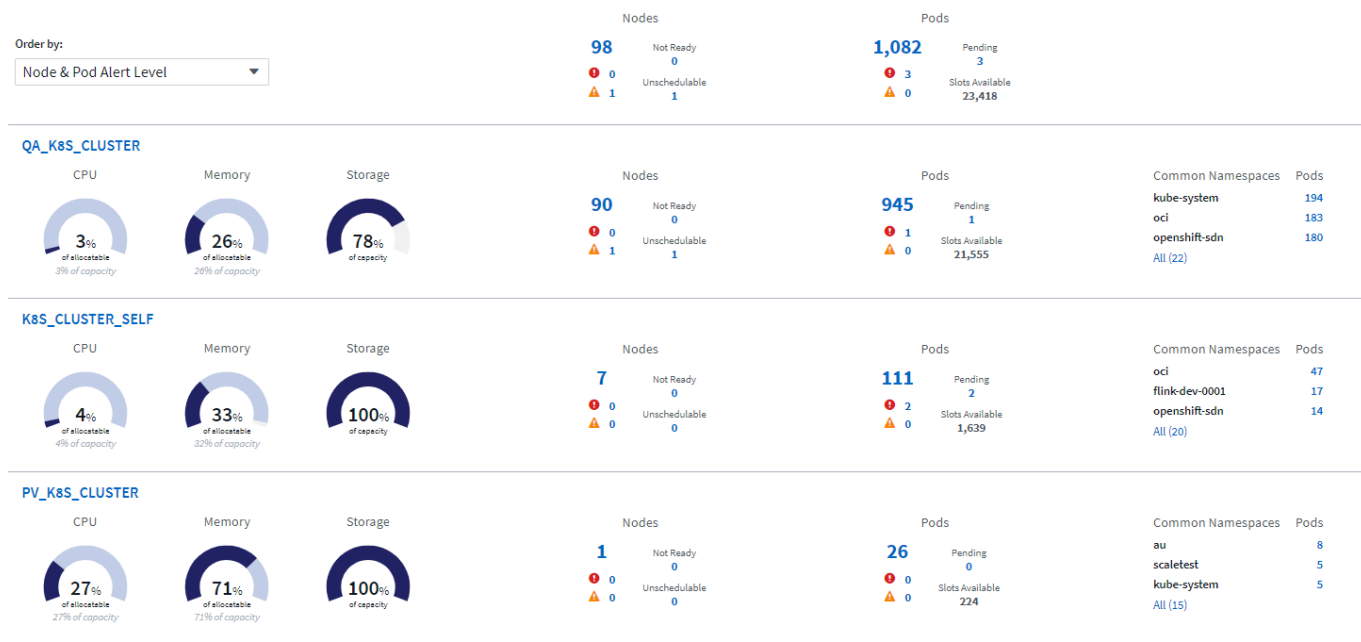 Nodes Pods
Order by:
Node & Pod Alert Level
98 Not Ready 1,082 Pending
0 3
0 Unschedulable 3 Slots Available
1 1 0 23,418
QA_K8S_CLUSTER
CPU Memory Storage Nodes Pods Common Namespaces Pods
kube-system 194
90 Not Ready 945 Pending
0 1
oci 183
3% 26% 78% 0 Unschedulable 1 Slots Available
openshift-sdn 180
of allocatable of allocatable of capacity 1 1 0 21,555
All (22)
3% of capacity 26% of capacity
K8S_CLUSTER_SELF
CPU Memory Storage Nodes Pods Common Namespaces Pods
oci 47
7 Not Ready 111 Pending
0 2
flink-dev-0001 17
4% 33% 100% 0 Unschedulable 2 Slots Available
openshift-sdn 14
of allocatable of allocatable of capacity 0 0 0 1,639
All (20)
4% of capacity 32% of capacity
PV_K8S_CLUSTER
CPU Memory Storage Nodes Pods Common Namespaces Pods
au 8
1 Not Ready 26 Pending
0 0
scaletest 5
27% 71% 100% 0 Unschedulable 0 Slots Available
kube-system 5
of allocatable of allocatable of capacity 0 0 0 224
All (15)
27% of capacity 71% of capacity